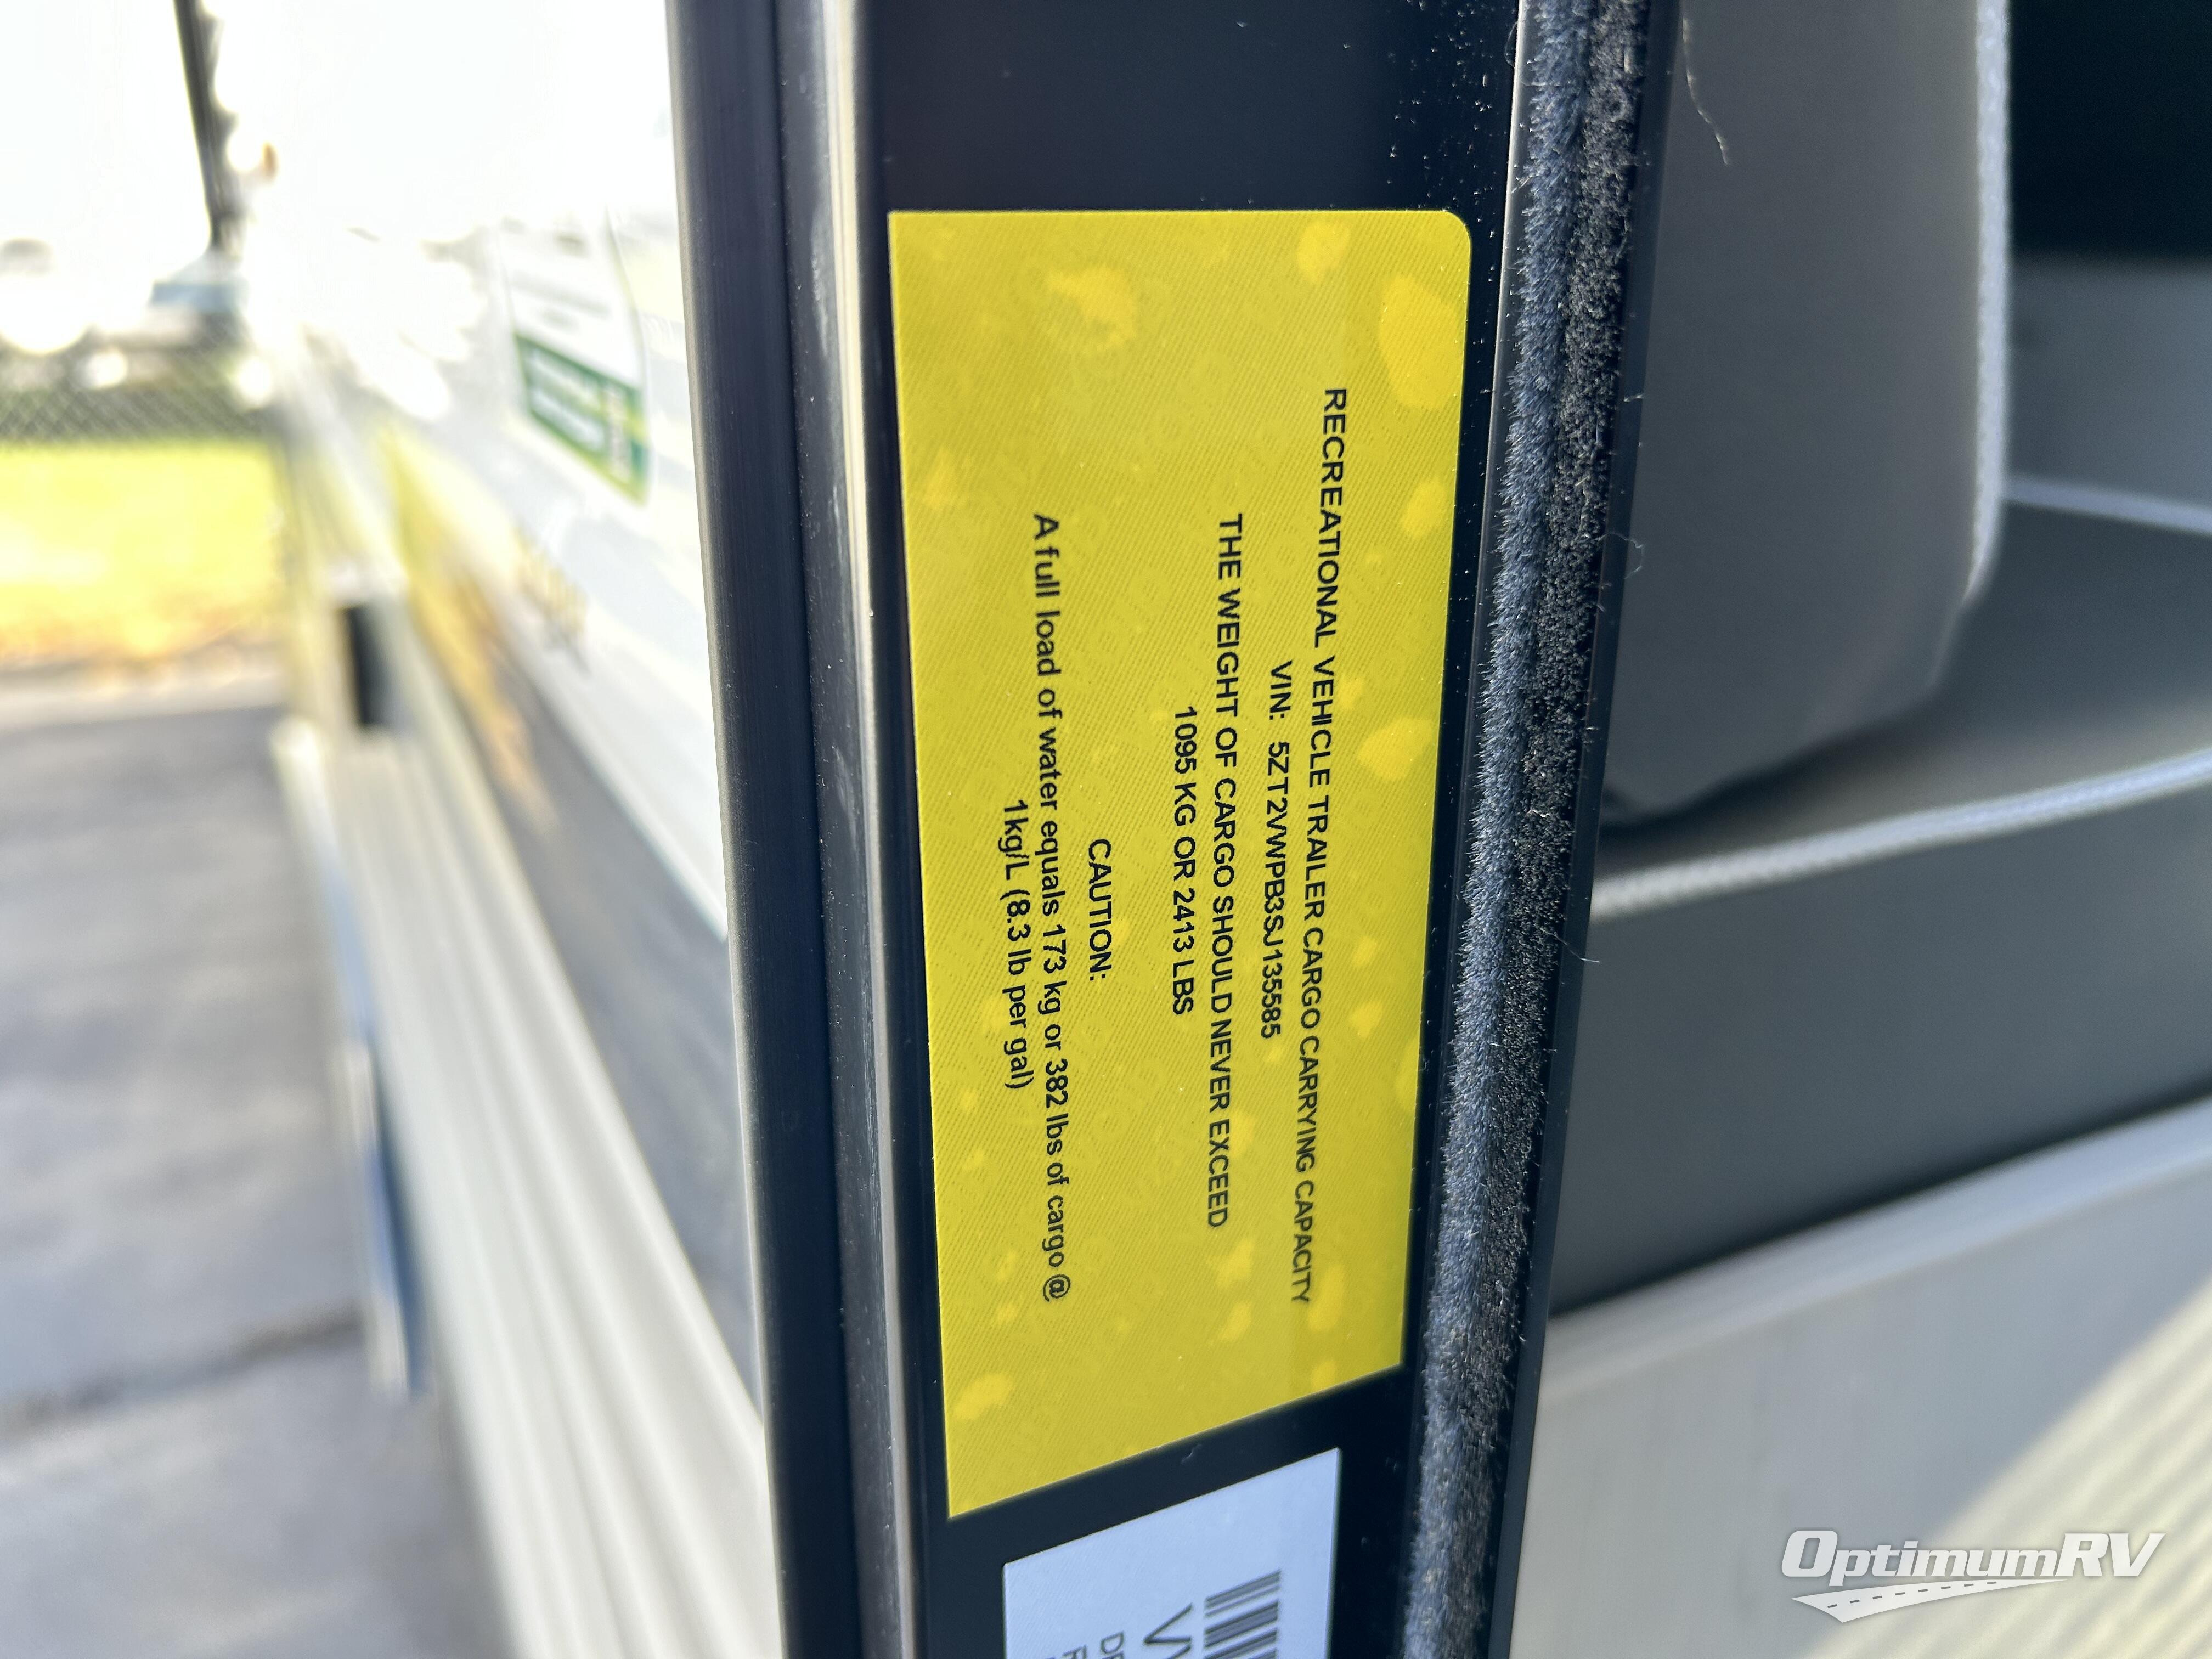 RECREATIONAL VEHICLE TRAILER CARGO CARRYING CAPACITY
VIN: 5ZT2VWPB3SJ135585
THE WEIGHT OF CARGO SHOULD NEVER EXCEED
1095 KG OR 2413 LBS
CAUTION:
A full load of water equals 173 kg or 382 lbs of cargo @
1kg/L (8.3 lb per gal)
OptimumRV